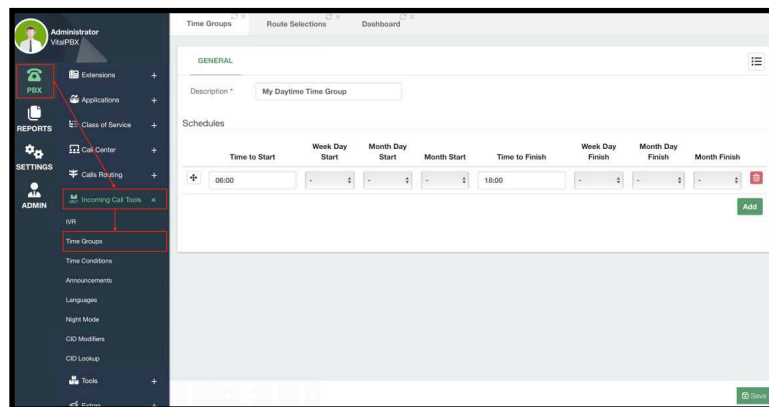 Administrator
VitalPBX
Time Groups
Route Selections
Dashboard
PBX
REPORTS
SETTINGS
ADMIN
Extensions +
Applications +
Class of Service +
Call Center +
Calls Routing +
Incoming Call Tools ×
IVR
Time Groups
Time Conditions
Announcements
Languages
Night Mode
CID Modifiers
CID Lookup
Tools +
Extras +
GENERAL
Description * My Daytime Time Group
Schedules
Time to Start Week Day Start Month Day Start Month Start Time to Finish Week Day Finish Month Day Finish Month Finish
06:00 - - - 18:00 - - -
Add
Save